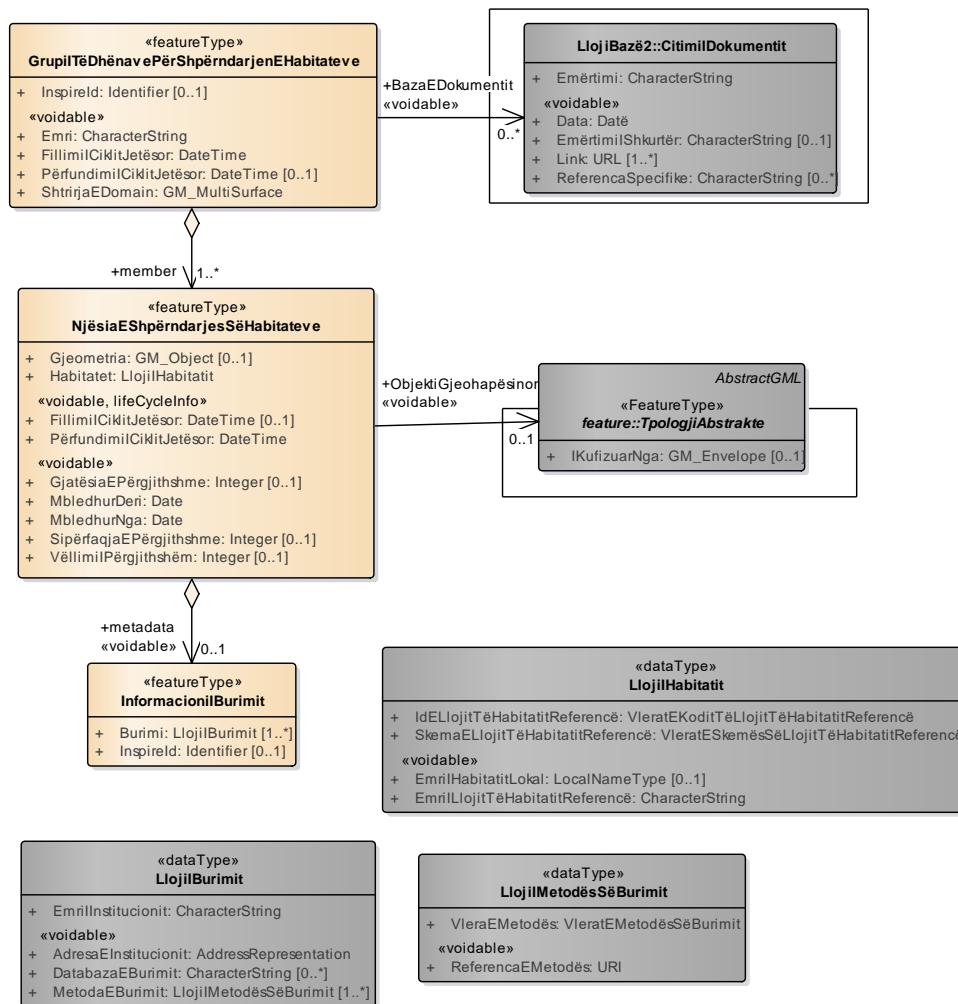 «featureType»
GrupiITëDhënavePërShpërndarjenEHabitateve
+ InspireId: Identifier [0..1]
«voidable»
+ Emri: CharacterString
+ FillimiICiklitJetësor: DateTime
+ PërfundimiICiklitJetësor: DateTime [0..1]
+ ShtrirjaEDomain: GM_MultiSurface
+BazaEDokumentit
«voidable»
0..*
LlojiBazë2::CitimiIDokumentit
+ Emërtimi: CharacterString
«voidable»
+ Data: Datë
+ EmërtimiIShkurtër: CharacterString [0..1]
+ Link: URL [1..*]
+ ReferencaSpecifike: CharacterString [0..*]
+member
1..*
«featureType»
NjësiaEShpërndarjesSëHabitateve
+ Gjeometria: GM_Object [0..1]
+ Habitatet: LlojiIHabitatit
«voidable, lifeCycleInfo»
+ FillimiICiklitJetësor: DateTime [0..1]
+ PërfundimiICiklitJetësor: DateTime
«voidable»
+ GjatësiaEPërgjithshme: Integer [0..1]
+ MbledhurDeri: Date
+ MbledhurNga: Date
+ SipërfaqjaEPërgjithshme: Integer [0..1]
+ VëllimiIPërgjithshëm: Integer [0..1]
+ObjektiGjeohapësinor
«voidable»
0..1
AbstractGML
«FeatureType»
feature::TpologjiAbstrakte
+ IKufizuarNga: GM_Envelope [0..1]
+metadata
«voidable»
0..1
«featureType»
InformacioniIBurimit
+ Burimi: LlojiIBurimit [1..*]
+ InspireId: Identifier [0..1]
«dataType»
LlojiIHabitatit
+ IdELlojitTëHabitatitReferencë: VleratEKoditTëLlojitTëHabitatitReferencë
+ SkemaELlojitTëHabitatitReferencë: VleratESkemësSëLlojitTëHabitatitReferencë
«voidable»
+ EmriIHabitatitLokal: LocalNameType [0..1]
+ EmriILlojitTëHabitatitReferencë: CharacterString
«dataType»
LlojiIBurimit
+ EmriIInstitucionit: CharacterString
«voidable»
+ AdresaEInstitucionit: AddressRepresentation
+ DatabazaEBurimit: CharacterString [0..*]
+ MetodaEBurimit: LlojiIMetodësSëBurimit [1..*]
«dataType»
LlojiIMetodësSëBurimit
+ VleraEMetodës: VleratEMetodësSëBurimit
«voidable»
+ ReferencaEMetodës: URI